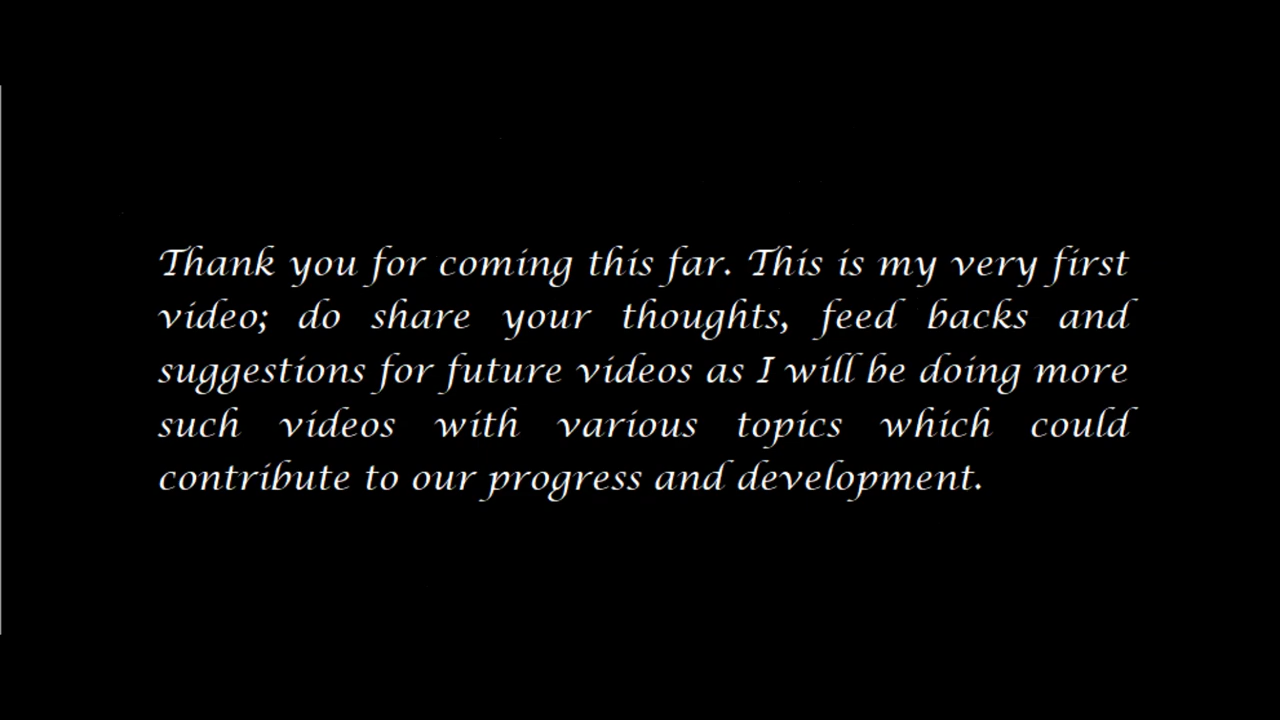 Thank you for coming this far. This is my very first
video; do share your thoughts, feed backs and
suggestions for future videos as I will be doing more
such videos with various topics which could
contribute to our progress and development.